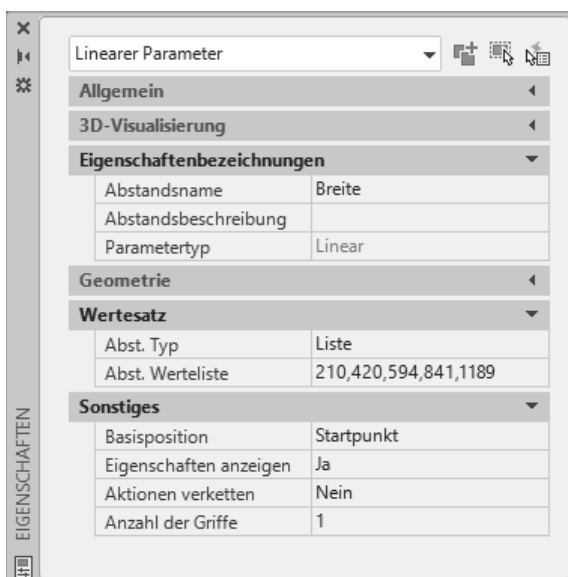 Linearer Parameter
Allgemein
3D-Visualisierung
Eigenschaftenbezeichnungen
Abstandsname Breite
Abstandsbeschreibung
Parametertyp Linear
Geometrie
Wertesatz
Abst. Typ Liste
Abst. Werteliste 210,420,594,841,1189
Sonstiges
Basisposition Startpunkt
Eigenschaften anzeigen Ja
Aktionen verketten Nein
Anzahl der Griffe 1
EIGENSCHAFTEN